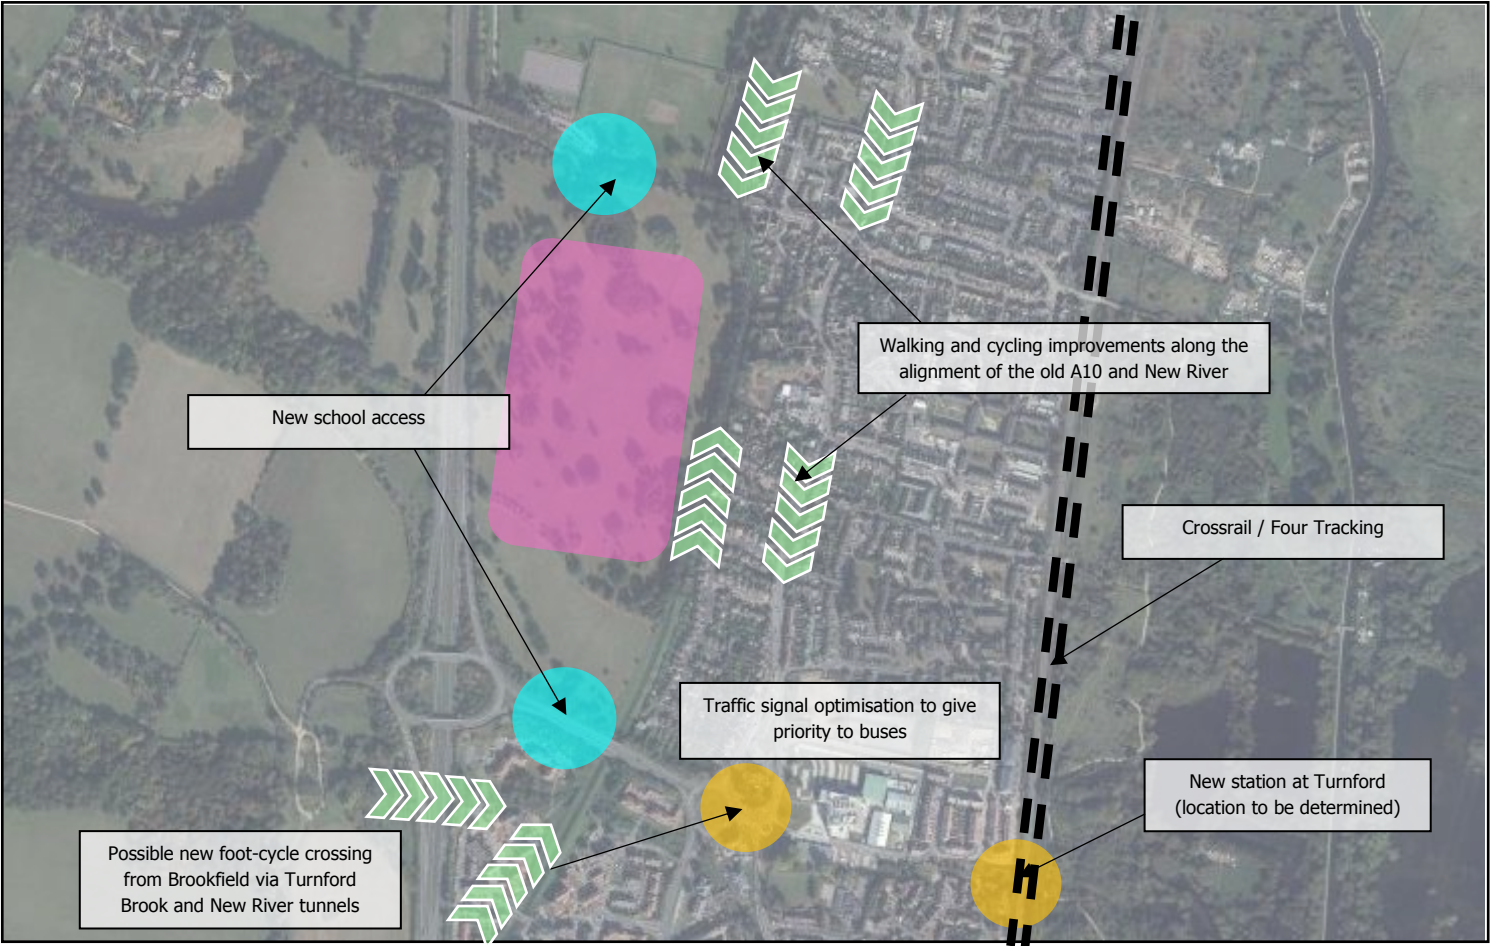 Walking and cycling improvements along the
alignment of the old A10 and New River
New school access
Crossrail / Four Tracking
Traffic signal optimisation to give
priority to buses
New station at Turnford
(location to be determined)
Possible new foot-cycle crossing
from Brookfield via Turnford
Brook and New River tunnels